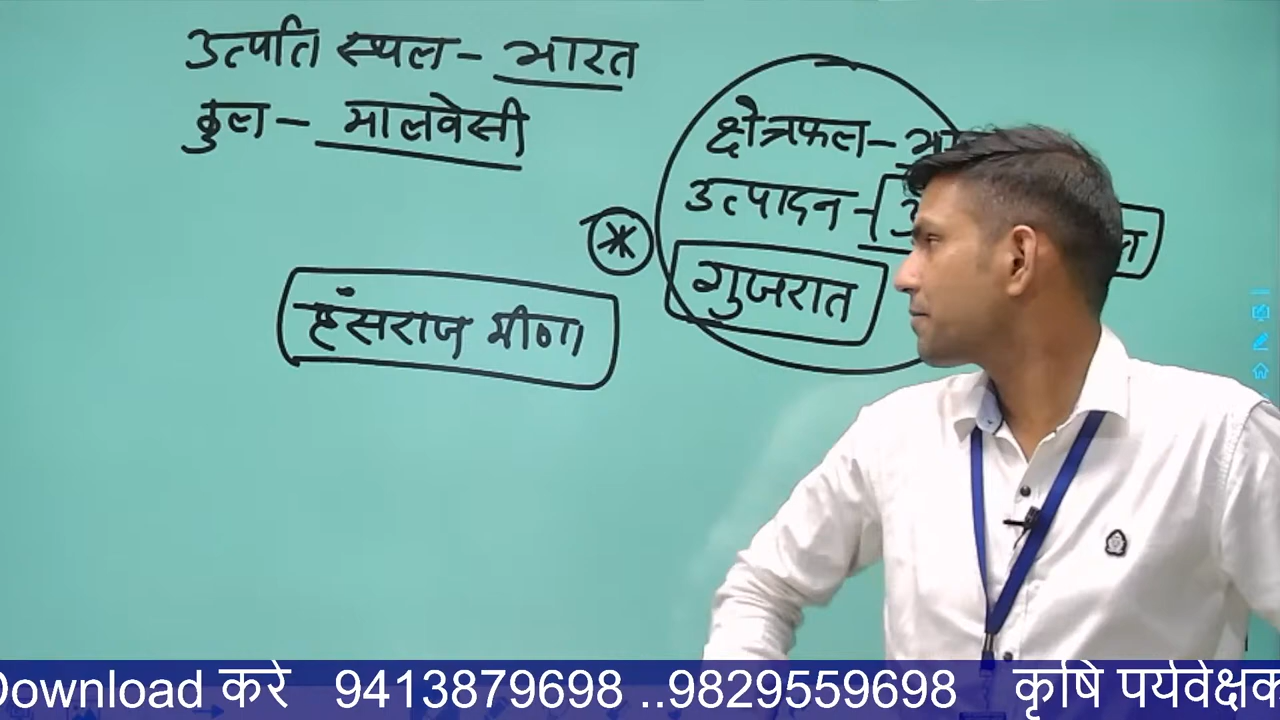 उत्पति स्थल - भारत
कुल - मालवेसी
क्षेत्रफल -
उत्पादन -
गुजरात
हंसराज मीणा
Download करे 9413879698 ..9829559698 कृषि पर्यवेक्षक